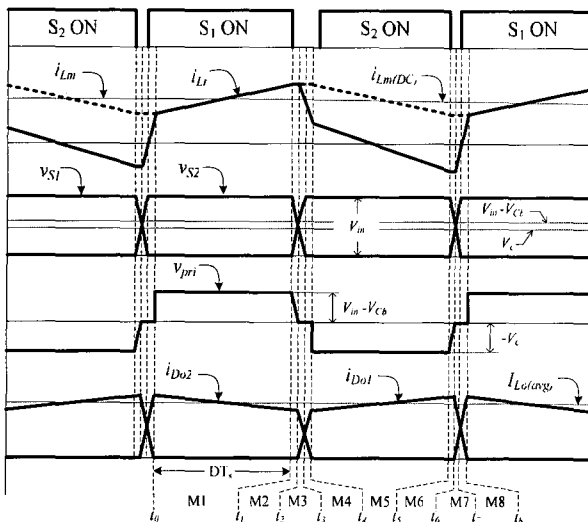 S2 ON S1 ON S2 ON S1 ON
iLm iLr iLm(DC)
vS1 vS2
Vin Vin -VCb
Vc
vpri
Vin -VCb
-Vc
iDo2 iDo1 ILo(avg)
DTs
M1 M2 M3 M4 M5 M6 M7 M8
t0 t1 t2 t3 t4 t5 t6 t7 t8